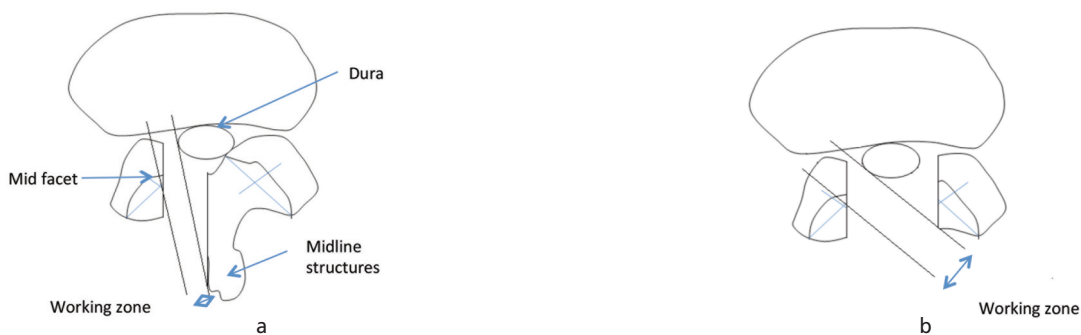 Dura
Mid facet
Midline
structures
Working zone
a
Working zone
b